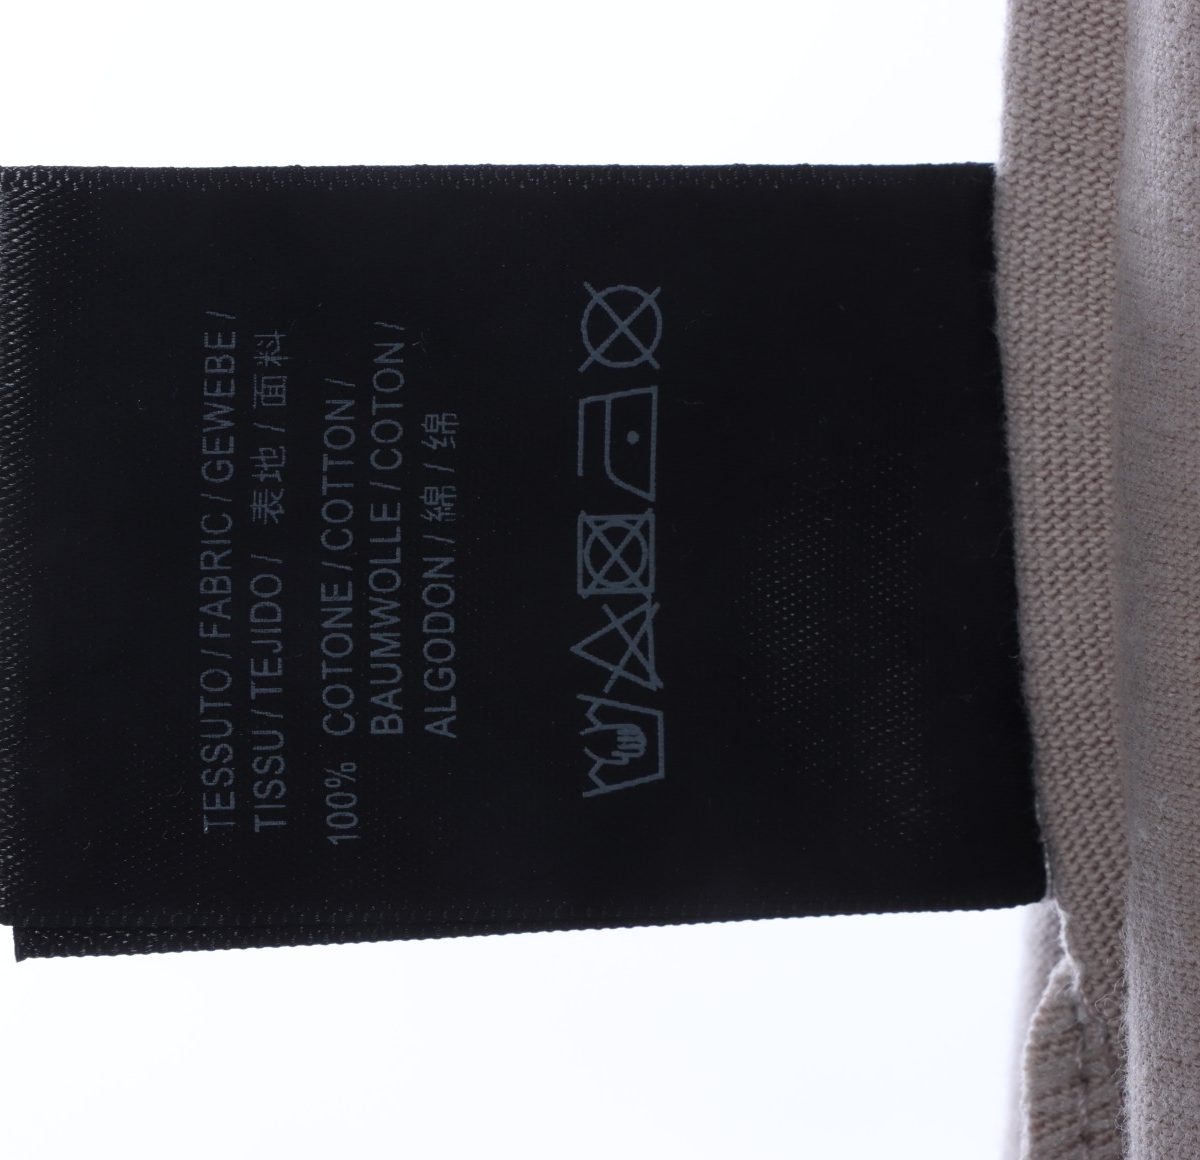 TESSUTO / FABRIC / GEWEBE /
TISSU / TEJIDO / 表地 / 面料
100% COTONE / COTTON /
BAUMWOLLE / COTON /
ALGODON / 綿 / 绵